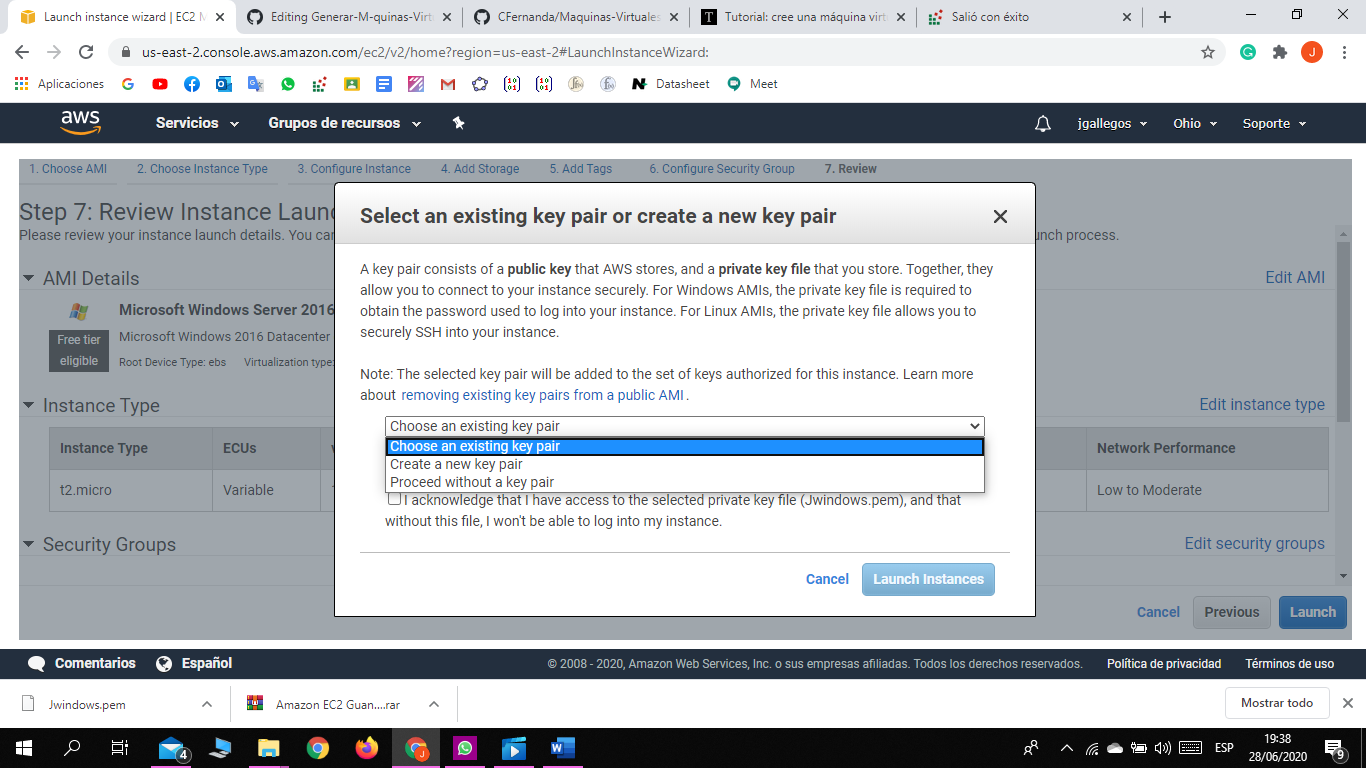 Launch instance wizard | EC2 M
Editing Generar-M-quinas-Virtu
CFernanda/Maquinas-Virtuales
Tutorial: cree una máquina virt
Salió con éxito
us-east-2.console.aws.amazon.com/ec2/v2/home?region=us-east-2#LaunchInstanceWizard:
J
Aplicaciones
Datasheet
Meet
aws
Servicios
Grupos de recursos
jgallegos
Ohio
Soporte
1. Choose AMI
2. Choose Instance Type
3. Configure Instance
4. Add Storage
5. Add Tags
6. Configure Security Group
7. Review
Step 7: Review Instance Laun
Please review your instance launch details. You can
unch process.
AMI Details
Edit AMI
Microsoft Windows Server 2016
Free tier
eligible
Microsoft Windows 2016 Datacenter
Root Device Type: ebs
Virtualization type:
Instance Type
Edit instance type
Instance Type
ECUs
Network Performance
t2.micro
Variable
Low to Moderate
Security Groups
Edit security groups
Cancel
Previous
Launch
Select an existing key pair or create a new key pair
A key pair consists of a public key that AWS stores, and a private key file that you store. Together, they
allow you to connect to your instance securely. For Windows AMIs, the private key file is required to
obtain the password used to log into your instance. For Linux AMIs, the private key file allows you to
securely SSH into your instance.
Note: The selected key pair will be added to the set of keys authorized for this instance. Learn more
about removing existing key pairs from a public AMI.
Choose an existing key pair
Choose an existing key pair
Create a new key pair
Proceed without a key pair
I acknowledge that I have access to the selected private key file (Jwindows.pem), and that
without this file, I won't be able to log into my instance.
Cancel
Launch Instances
Comentarios
Español
© 2008 - 2020, Amazon Web Services, Inc. o sus empresas afiliadas. Todos los derechos reservados.
Política de privacidad
Términos de uso
Jwindows.pem
Amazon EC2 Guan....rar
Mostrar todo
4
ESP
19:38
28/06/2020
9